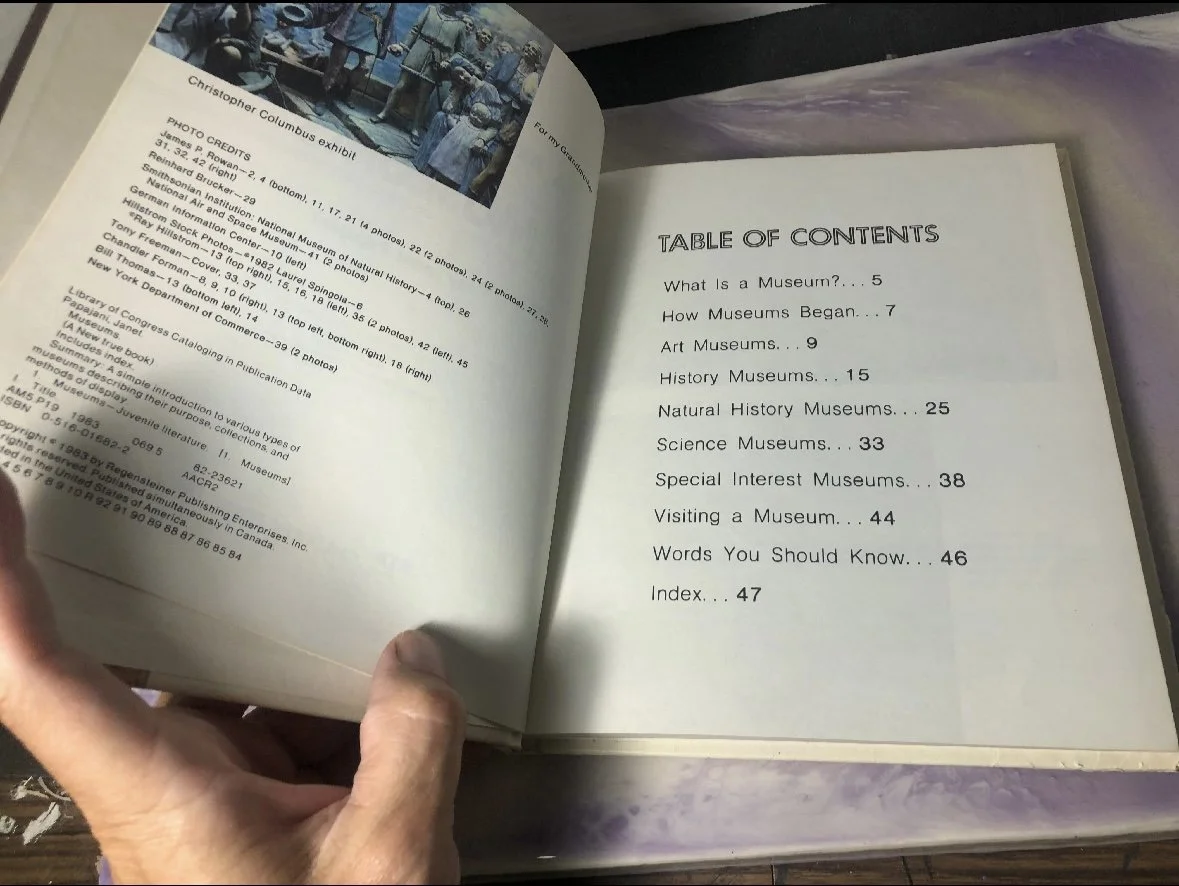 Christopher Columbus exhibit
For my Grandmother
PHOTO CREDITS
James P. Rowan—2, 4 (bottom), 11, 17, 21 (4 photos), 22 (2 photos), 24 (2 photos), 27, 28,
31, 32, 42 (right)
Reinhard Brucker—29
Smithsonian Institution: National Museum of Natural History—4 (top), 26
National Air and Space Museum—41 (2 photos)
German Information Center—10 (left)
Hillstrom Stock Photos—©1982 Laurel Spingola—6
©Ray Hillstrom—13 (top right), 15, 16, 18 (left), 35 (2 photos), 42 (left), 45
Tony Freeman—Cover, 33, 37
Chandler Forman—8, 9, 10 (right), 13 (top left, bottom right), 18 (right)
Bill Thomas—13 (bottom left), 14
New York Department of Commerce—39 (2 photos)
Library of Congress Cataloging in Publication Data
Papajani, Janet.
Museums.
(A New true book)
Includes index.
Summary: A simple introduction to various types of
museums describing their purpose, collections, and
methods of display.
1. Museums—Juvenile literature. [1. Museums]
I. Title.
AM5.P19 1983 069.5 82-23621
ISBN 0-516-01682-2 AACR2
opyright © 1983 by Regensteiner Publishing Enterprises, Inc.
rights reserved. Published simultaneously in Canada.
ted in the United States of America.
4 5 6 7 8 9 10 R 92 91 90 89 88 87 86 85 84
TABLE OF CONTENTS
What Is a Museum?. . . 5
How Museums Began. . . 7
Art Museums. . . 9
History Museums. . . 15
Natural History Museums. . . 25
Science Museums. . . 33
Special Interest Museums. . . 38
Visiting a Museum. . . 44
Words You Should Know. . . 46
Index. . . 47